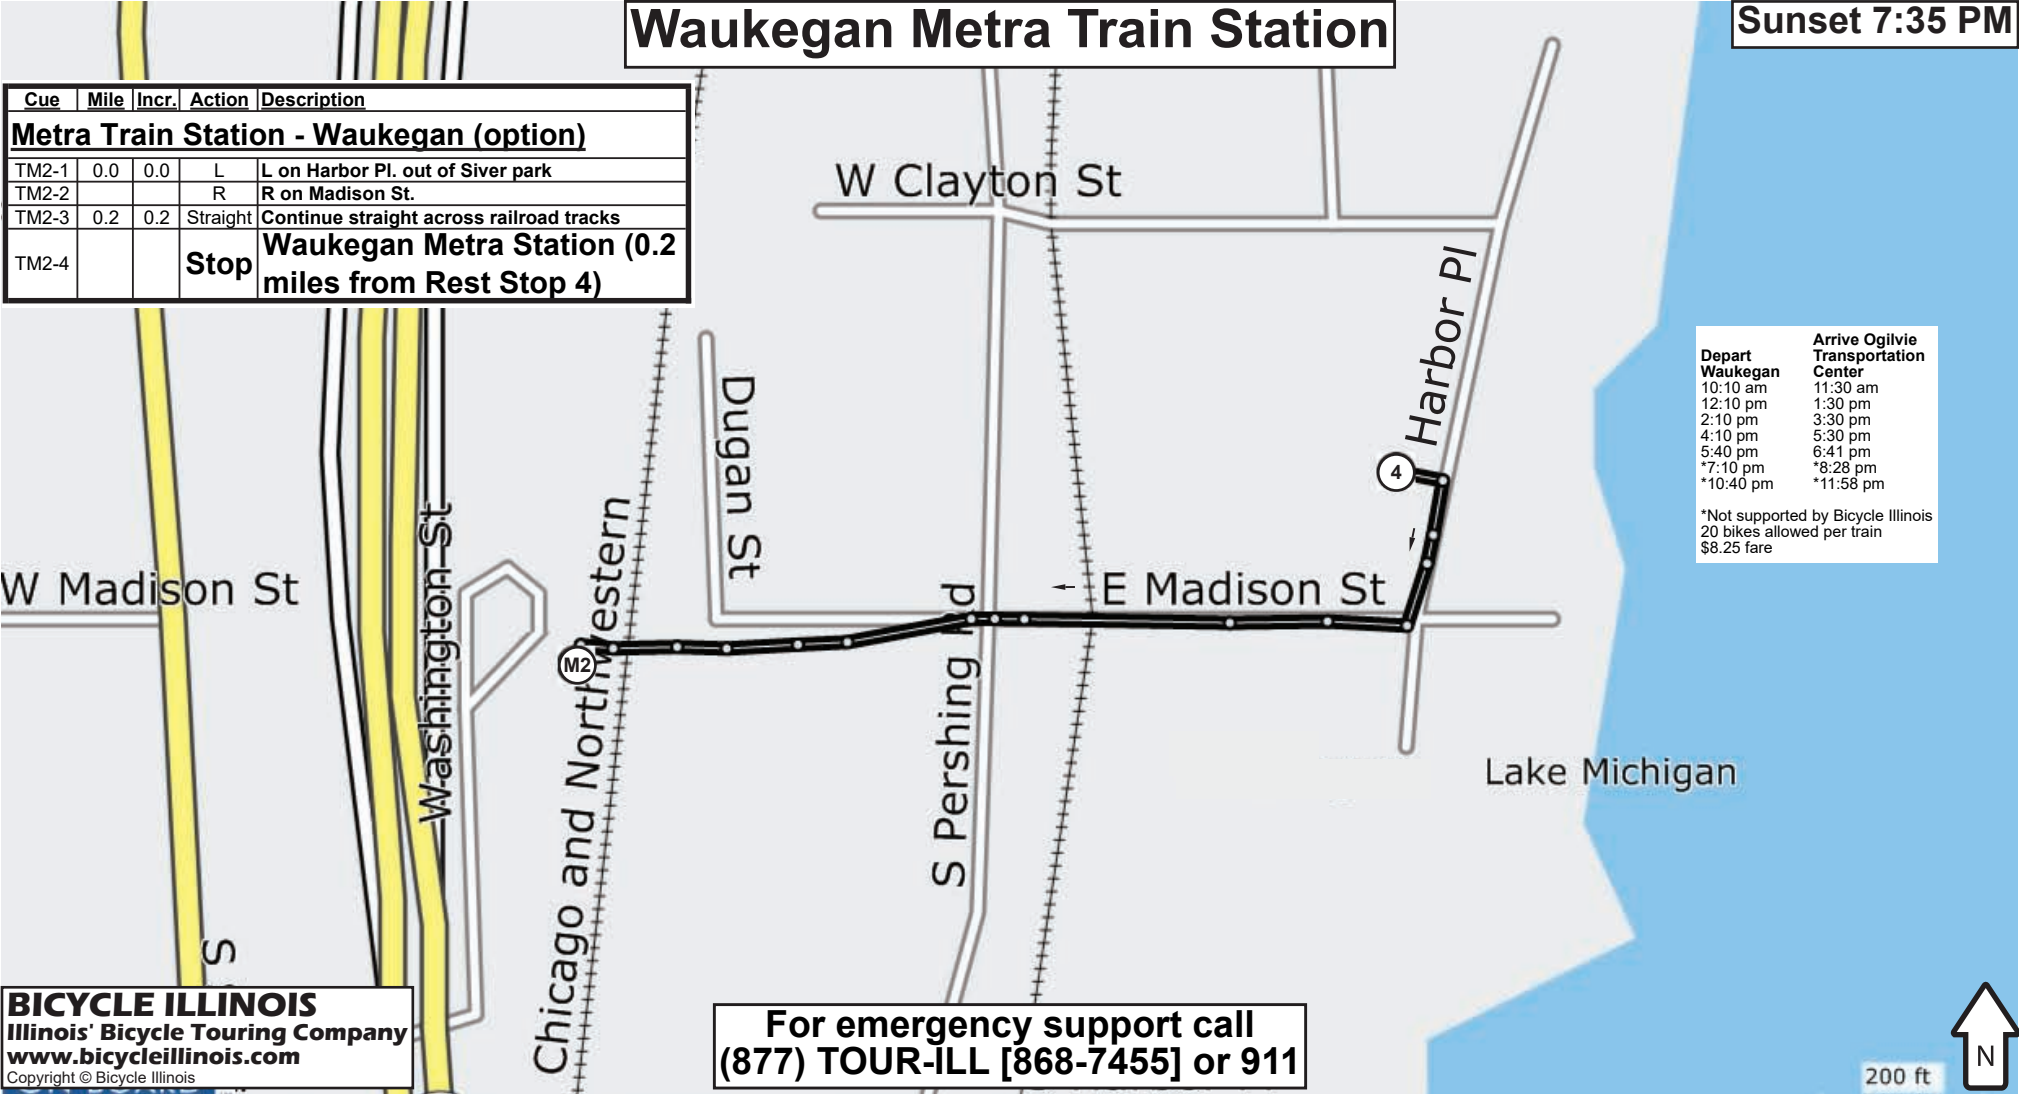 Waukegan Metra Train Station
Sunset 7:35 PM
Cue Mile Incr. Action Description
Metra Train Station - Waukegan (option)
TM2-1 0.0 0.0 L L on Harbor Pl. out of Siver park
TM2-2 R R on Madison St.
TM2-3 0.2 0.2 Straight Continue straight across railroad tracks
TM2-4 Stop Waukegan Metra Station (0.2
miles from Rest Stop 4)
W Clayton St
Harbor Pl
Dugan St
4
Depart
Waukegan
10:10 am
12:10 pm
2:10 pm
4:10 pm
5:40 pm
*7:10 pm
*10:40 pm
Arrive Ogilvie
Transportation
Center
11:30 am
1:30 pm
3:30 pm
5:30 pm
6:41 pm
*8:28 pm
*11:58 pm
*Not supported by Bicycle Illinois
20 bikes allowed per train
$8.25 fare
W Madison St
Washington St
Chicago and Northwestern
M2
E Madison St
S Pershing Rd
Lake Michigan
S
BICYCLE ILLINOIS
Illinois' Bicycle Touring Company
www.bicycleillinois.com
Copyright © Bicycle Illinois
For emergency support call
(877) TOUR-ILL [868-7455] or 911
200 ft
N